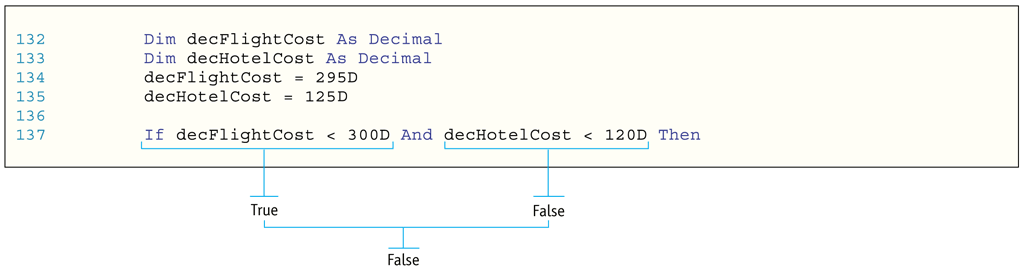 132 Dim decFlightCost As Decimal
133 Dim decHotelCost As Decimal
134 decFlightCost = 295D
135 decHotelCost = 125D
136
137 If decFlightCost < 300D And decHotelCost < 120D Then
True False
False